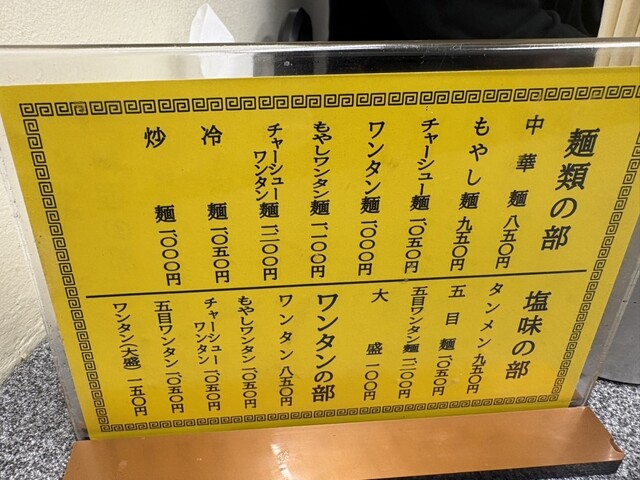 麺類の部
中華麺 八五〇円
もやし麺 九五〇円
チャーシュー麺 一、〇五〇円
ワンタン麺 一、〇〇〇円
もやしワンタン麺 一、一〇〇円
チャーシューワンタン麺 一、二〇〇円
冷麺 一、〇五〇円
炒麺 一、〇〇〇円
塩味の部
タンメン 九五〇円
五目麺 一、〇五〇円
五目ワンタン麺 一、二〇〇円
大盛 一〇〇円
ワンタンの部
ワンタン 八五〇円
もやしワンタン 一、〇五〇円
チャーシューワンタン 一、〇五〇円
五目ワンタン 一、〇五〇円
ワンタン(大盛) 一五〇円